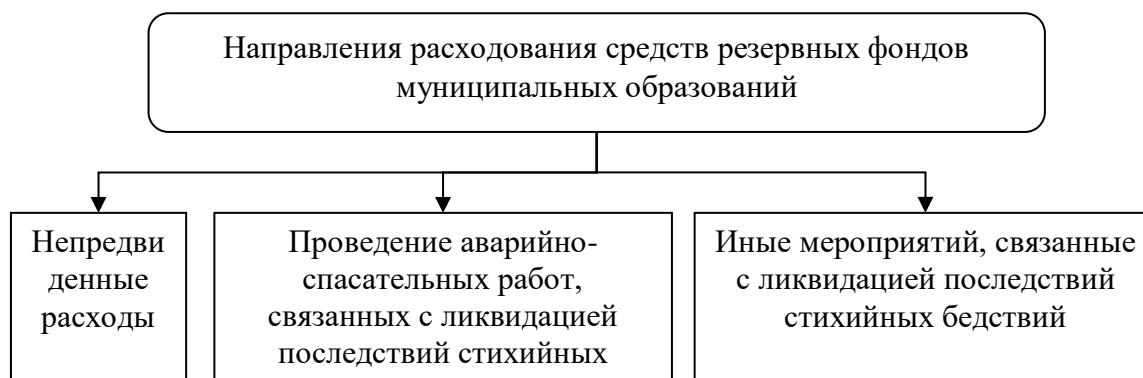 Направления расходования средств резервных фондов
муниципальных образований
Непредви
денные
расходы
Проведение аварийно-
спасательных работ,
связанных с ликвидацией
последствий стихийных
Иные мероприятий, связанные
с ликвидацией последствий
стихийных бедствий